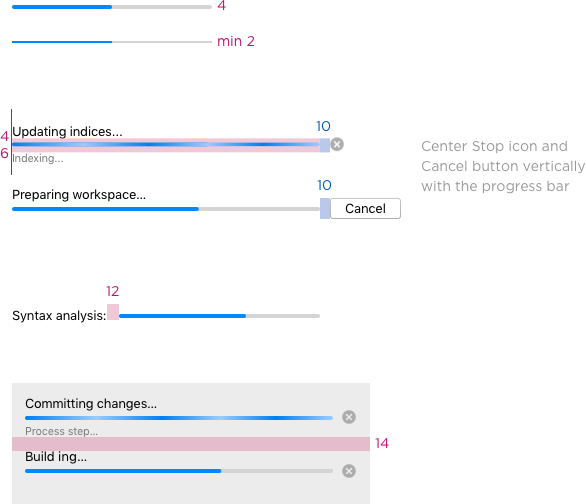 4
min 2
10
Updating indices...
4
6
Indexing...
Center Stop icon and
Cancel button vertically
with the progress bar
10
Preparing workspace...
Cancel
12
Syntax analysis:
Committing changes...
Process step...
14
Build ing...